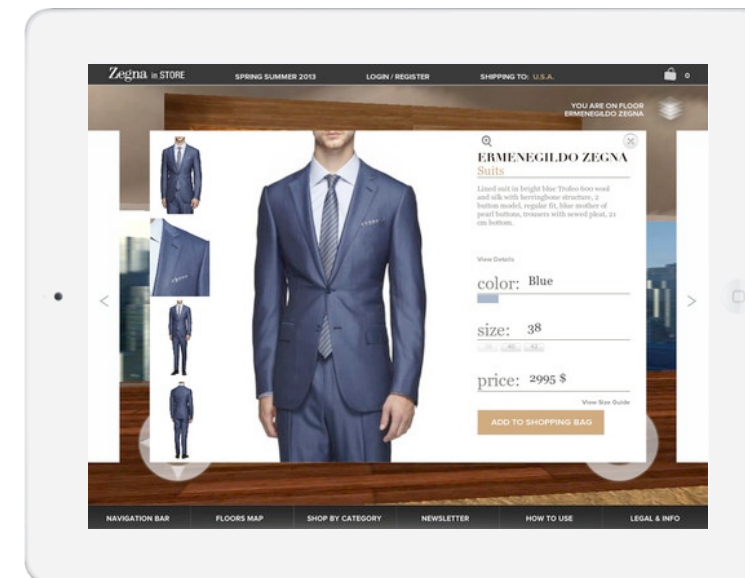 Zegna in STORE
SPRING SUMMER 2013
LOGIN / REGISTER
SHIPPING TO: U.S.A.
0
YOU ARE ON FLOOR
ERMENEGILDO ZEGNA
ERMENEGILDO ZEGNA
Suits
Lined suit in bright blue Trofeo 600 wool
and silk with herringbone structure, 2
button model, regular fit, blue mother of
pearl buttons, trousers with sewed pleat, 21
cm bottom.
View Details
color: Blue
size: 38
40 42
price: 2995 $
View Size Guide
ADD TO SHOPPING BAG
NAVIGATION BAR
FLOORS MAP
SHOP BY CATEGORY
NEWSLETTER
HOW TO USE
LEGAL & INFO